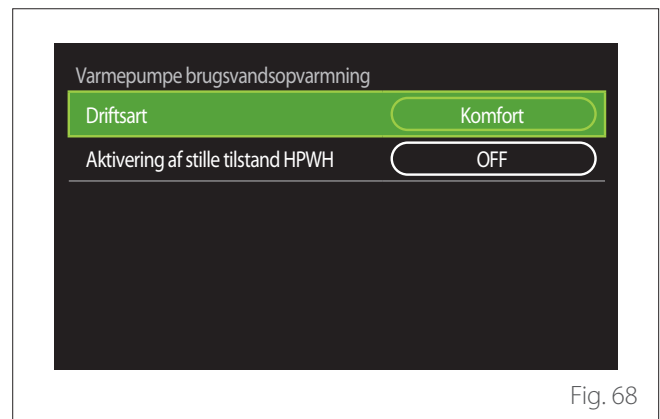 Varmepumpe brugsvandsopvarmning
Driftsart Komfort
Aktivering af stille tilstand HPWH OFF
Fig. 68